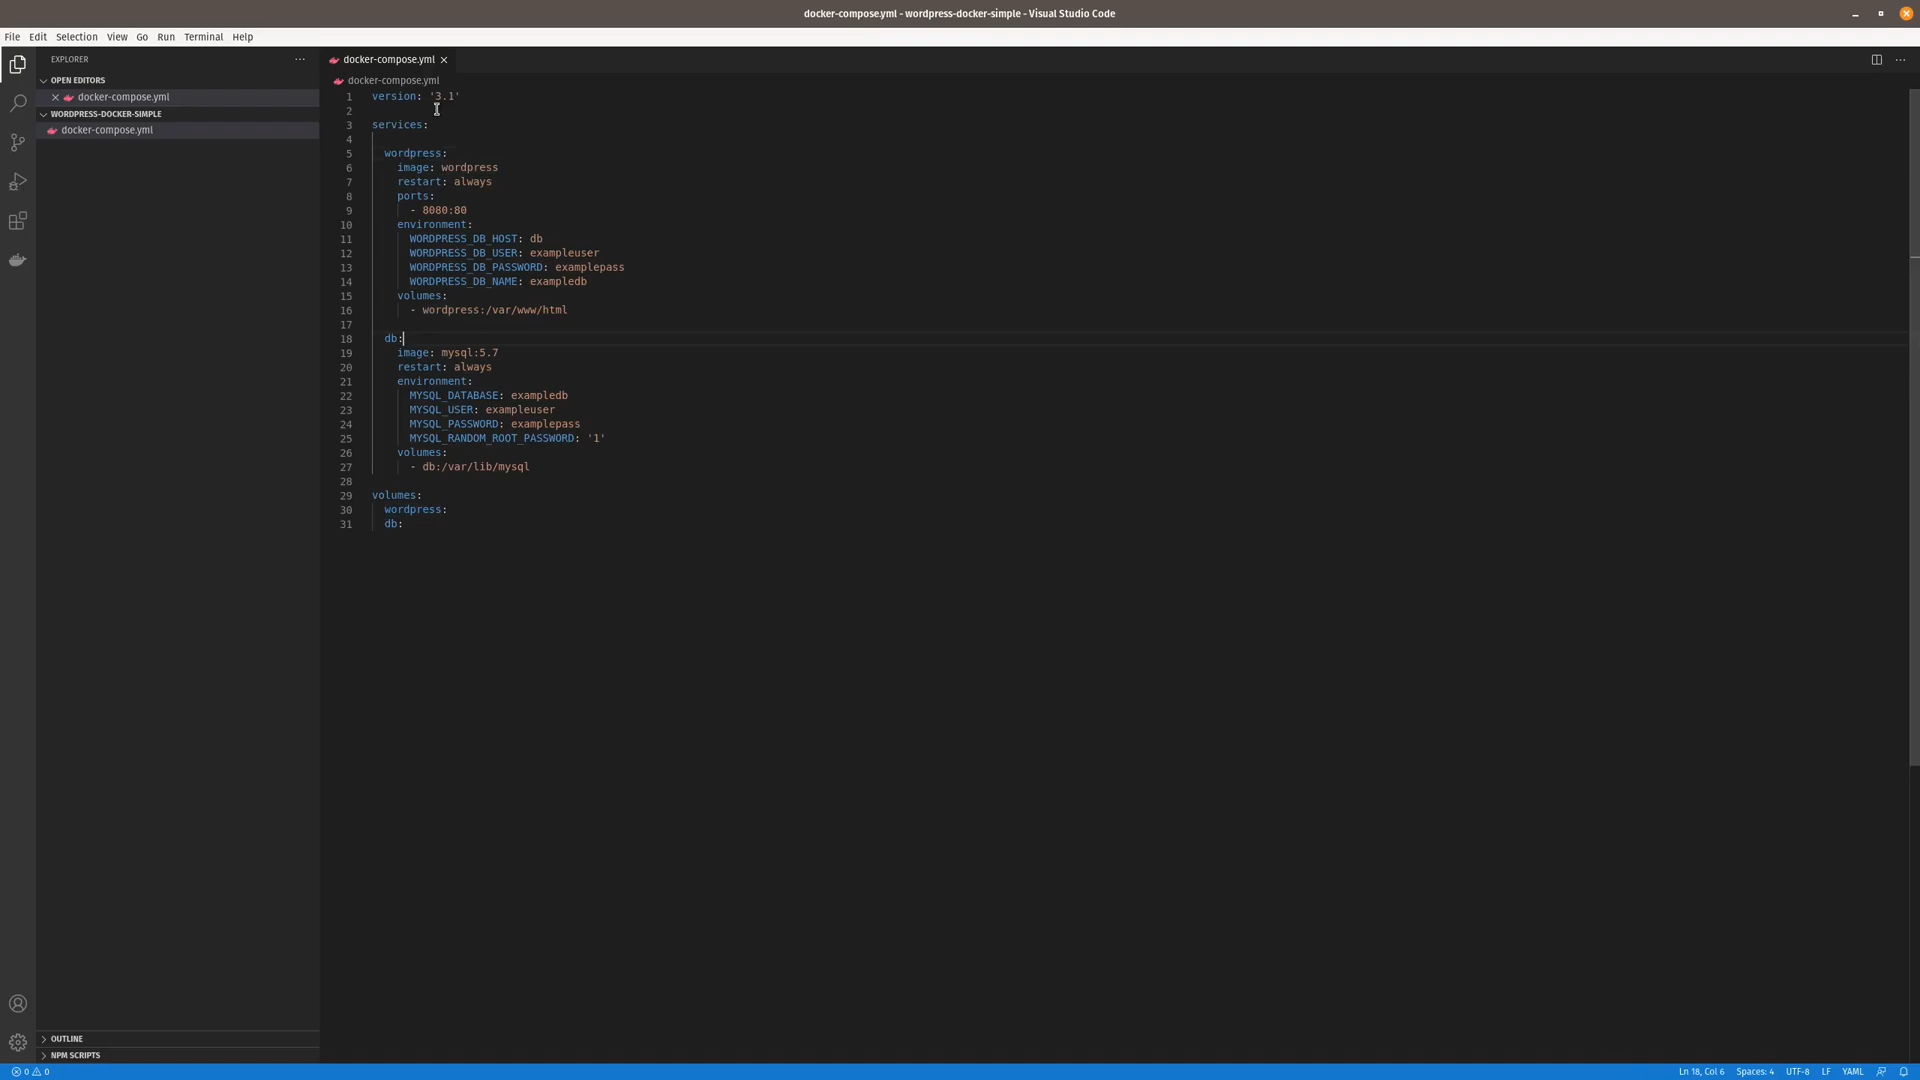 docker-compose.yml - wordpress-docker-simple - Visual Studio Code
File Edit Selection View Go Run Terminal Help
EXPLORER
OPEN EDITORS
docker-compose.yml
WORDPRESS-DOCKER-SIMPLE
docker-compose.yml
OUTLINE
NPM SCRIPTS
docker-compose.yml
docker-compose.yml
1 version: '3.1'
2
3 services:
4
5 wordpress:
6 image: wordpress
7 restart: always
8 ports:
9 - 8080:80
10 environment:
11 WORDPRESS_DB_HOST: db
12 WORDPRESS_DB_USER: exampleuser
13 WORDPRESS_DB_PASSWORD: examplepass
14 WORDPRESS_DB_NAME: exampledb
15 volumes:
16 - wordpress:/var/www/html
17
18 db:
19 image: mysql:5.7
20 restart: always
21 environment:
22 MYSQL_DATABASE: exampledb
23 MYSQL_USER: exampleuser
24 MYSQL_PASSWORD: examplepass
25 MYSQL_RANDOM_ROOT_PASSWORD: '1'
26 volumes:
27 - db:/var/lib/mysql
28
29 volumes:
30 wordpress:
31 db:
0 0 Ln 18, Col 6 Spaces: 4 UTF-8 LF YAML